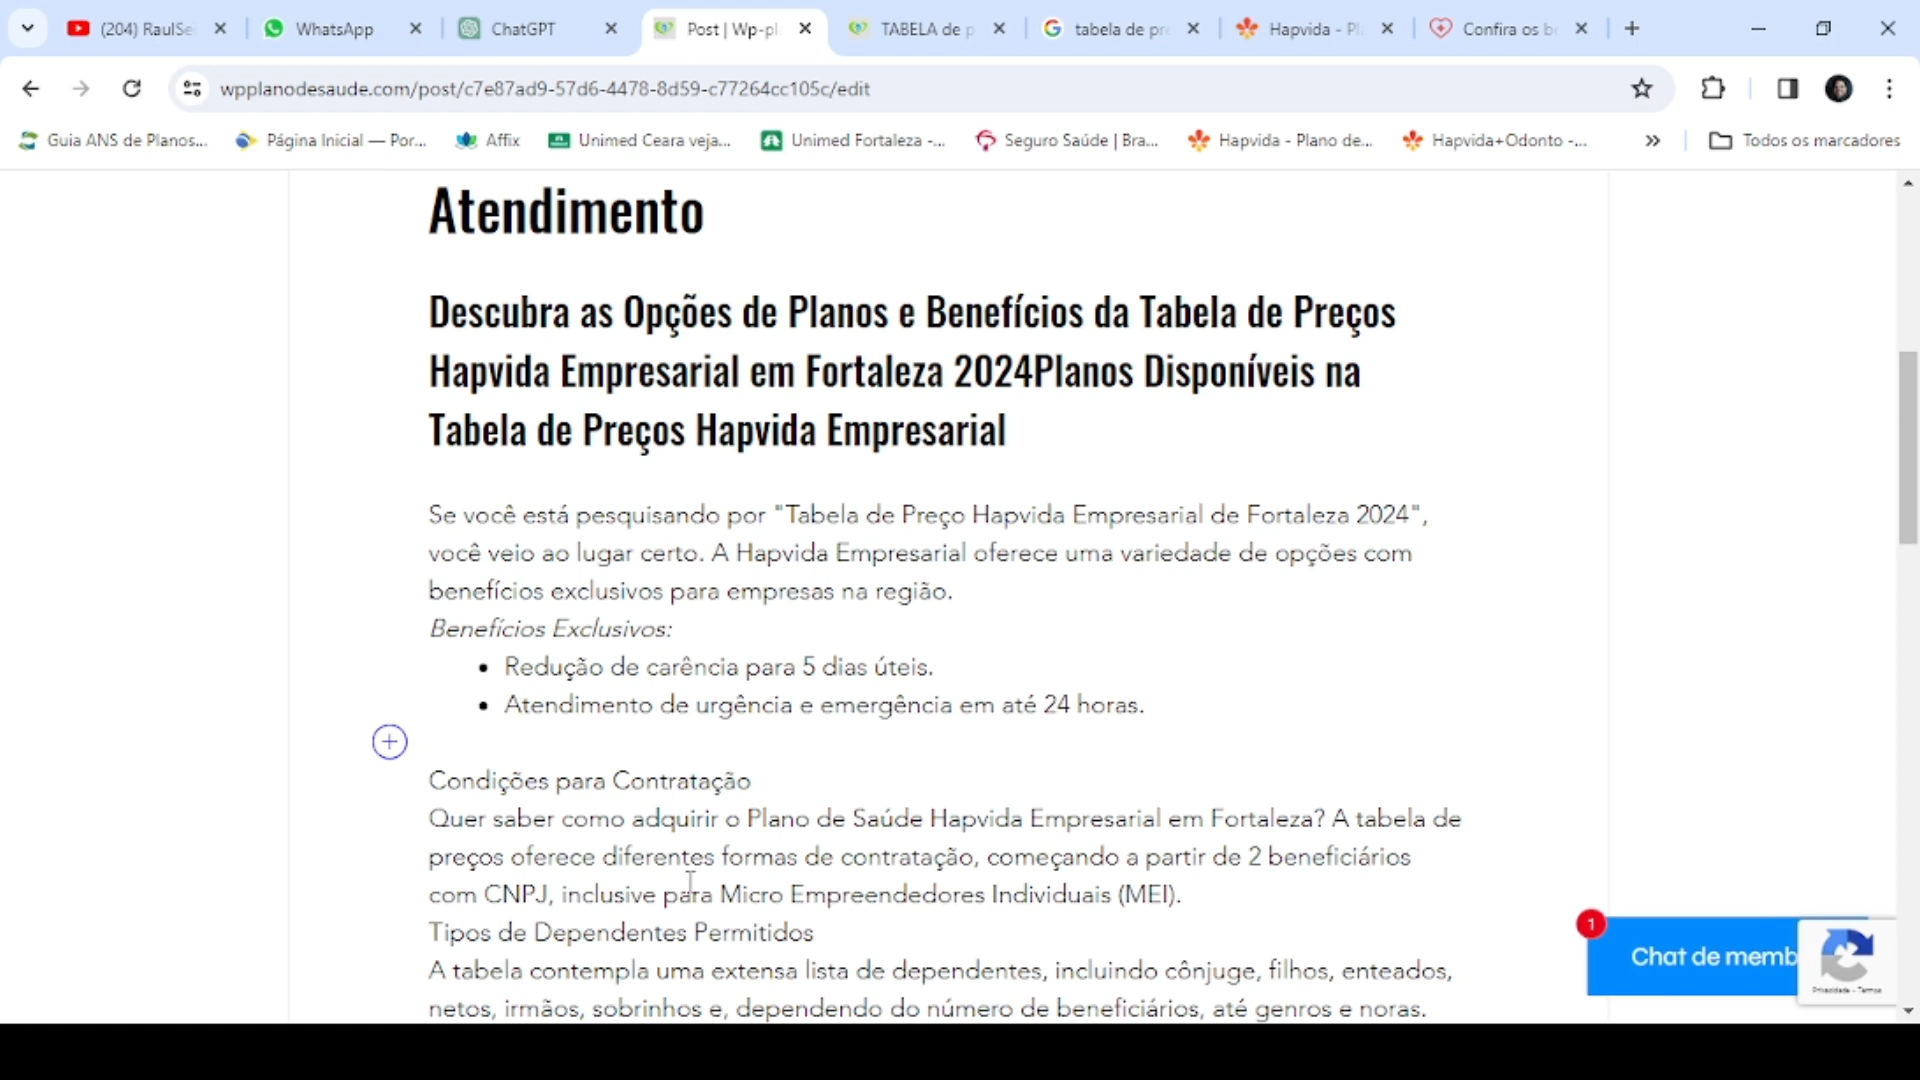 (204) RaulSe
WhatsApp
ChatGPT
Post | Wp-pl
TABELA de p
tabela de pre
Hapvida - Pl
Confira os be
wpplanodesaude.com/post/c7e87ad9-57d6-4478-8d59-c77264cc105c/edit
Guia ANS de Planos...
Página Inicial — Por...
Affix
Unimed Ceara veja...
Unimed Fortaleza -...
Seguro Saúde | Bra...
Hapvida - Plano de...
Hapvida+Odonto -...
Todos os marcadores
Atendimento
Descubra as Opções de Planos e Benefícios da Tabela de Preços
Hapvida Empresarial em Fortaleza 2024Planos Disponíveis na
Tabela de Preços Hapvida Empresarial
Se você está pesquisando por "Tabela de Preço Hapvida Empresarial de Fortaleza 2024",
você veio ao lugar certo. A Hapvida Empresarial oferece uma variedade de opções com
benefícios exclusivos para empresas na região.
Benefícios Exclusivos:
• Redução de carência para 5 dias úteis.
• Atendimento de urgência e emergência em até 24 horas.
Condições para Contratação
Quer saber como adquirir o Plano de Saúde Hapvida Empresarial em Fortaleza? A tabela de
preços oferece diferentes formas de contratação, começando a partir de 2 beneficiários
com CNPJ, inclusive para Micro Empreendedores Individuais (MEI).
Tipos de Dependentes Permitidos
A tabela contempla uma extensa lista de dependentes, incluindo cônjuge, filhos, enteados,
netos, irmãos, sobrinhos e, dependendo do número de beneficiários, até genros e noras.
1
Chat de memb
Privacidade - Termos